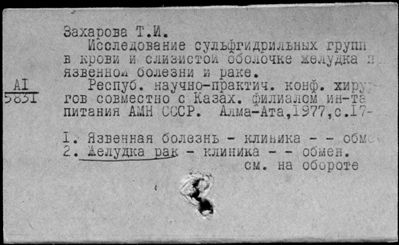 Захарова Т.И.
Исследование сульфгидрильных групп
в крови и слизистой оболочке желудка п
язвенной болезни и раке.
АI
5831
Респуб. научно-практич. конф. хирур
гов совместно с Казах. филиалом ин-та
питания АМН СССР. Алма-Ата,1977,с.17-
1. Язвенная болезнь - клиника - - обме
2. Желудка рак - клиника - - обмен.
см. на обороте